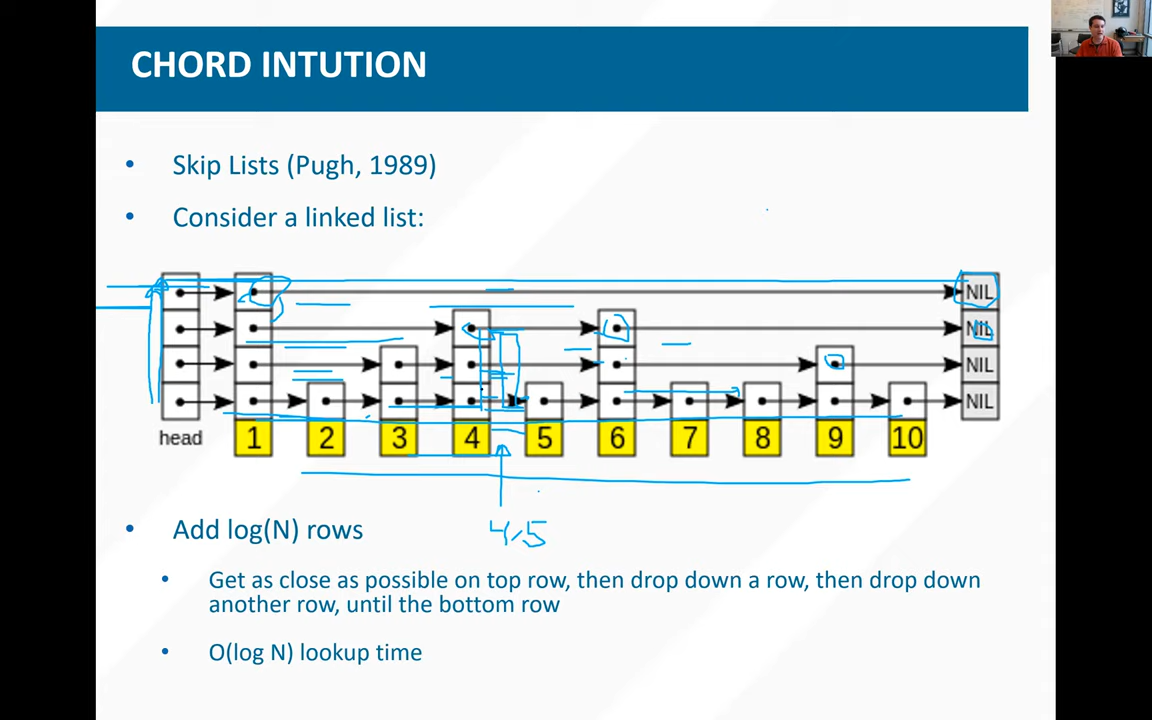 CHORD INTUTION
• Skip Lists (Pugh, 1989)
• Consider a linked list:
NIL
NIL
NIL
NIL
head 1 2 3 4 5 6 7 8 9 10
4.5
• Add log(N) rows
• Get as close as possible on top row, then drop down a row, then drop down
another row, until the bottom row
• O(log N) lookup time